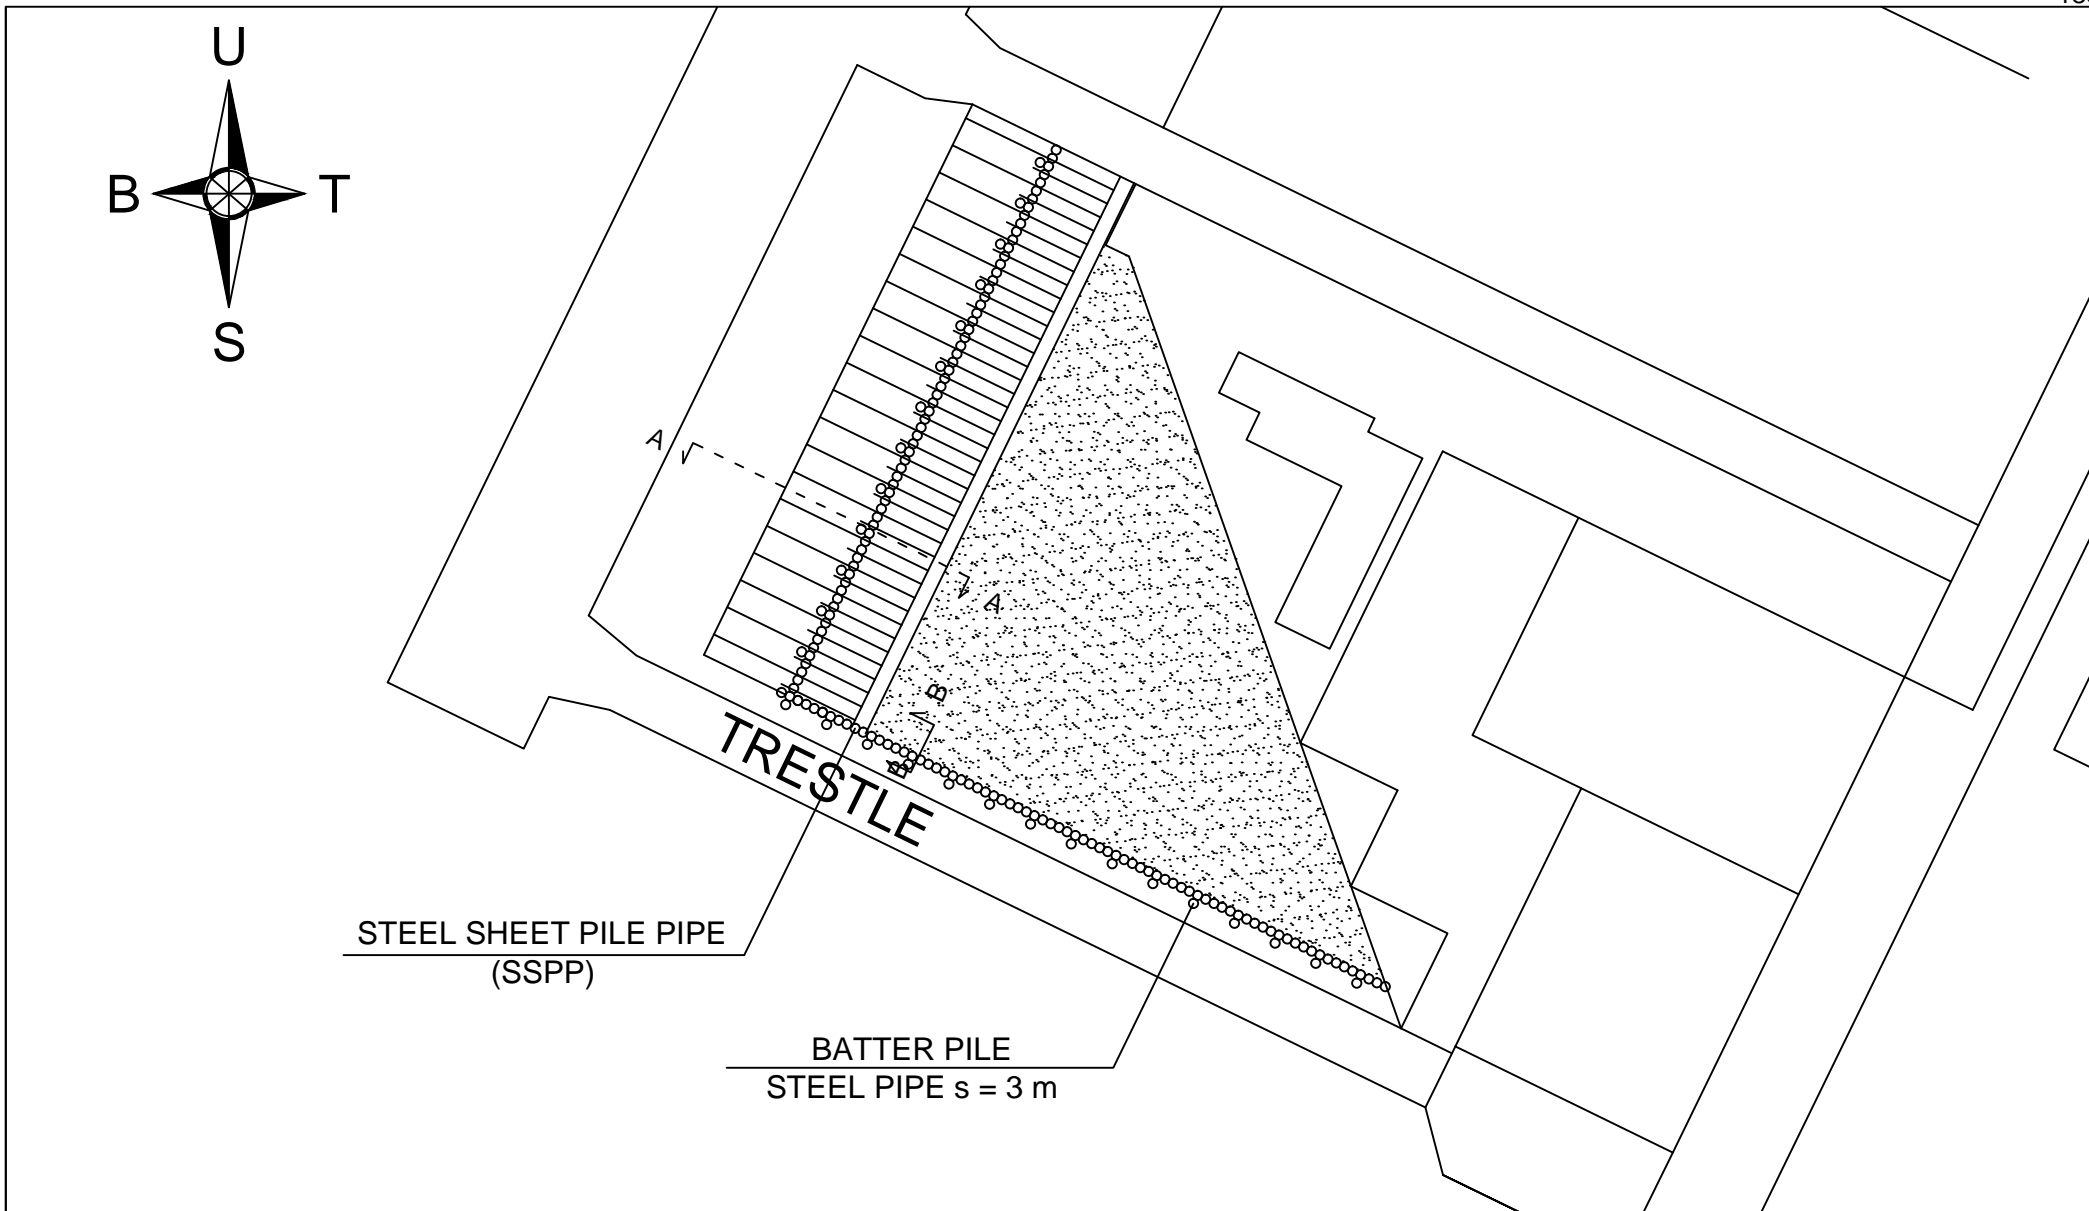 U
B
T
S
A
A
B
B
TRESTLE
STEEL SHEET PILE PIPE
(SSPP)
BATTER PILE
STEEL PIPE s = 3 m